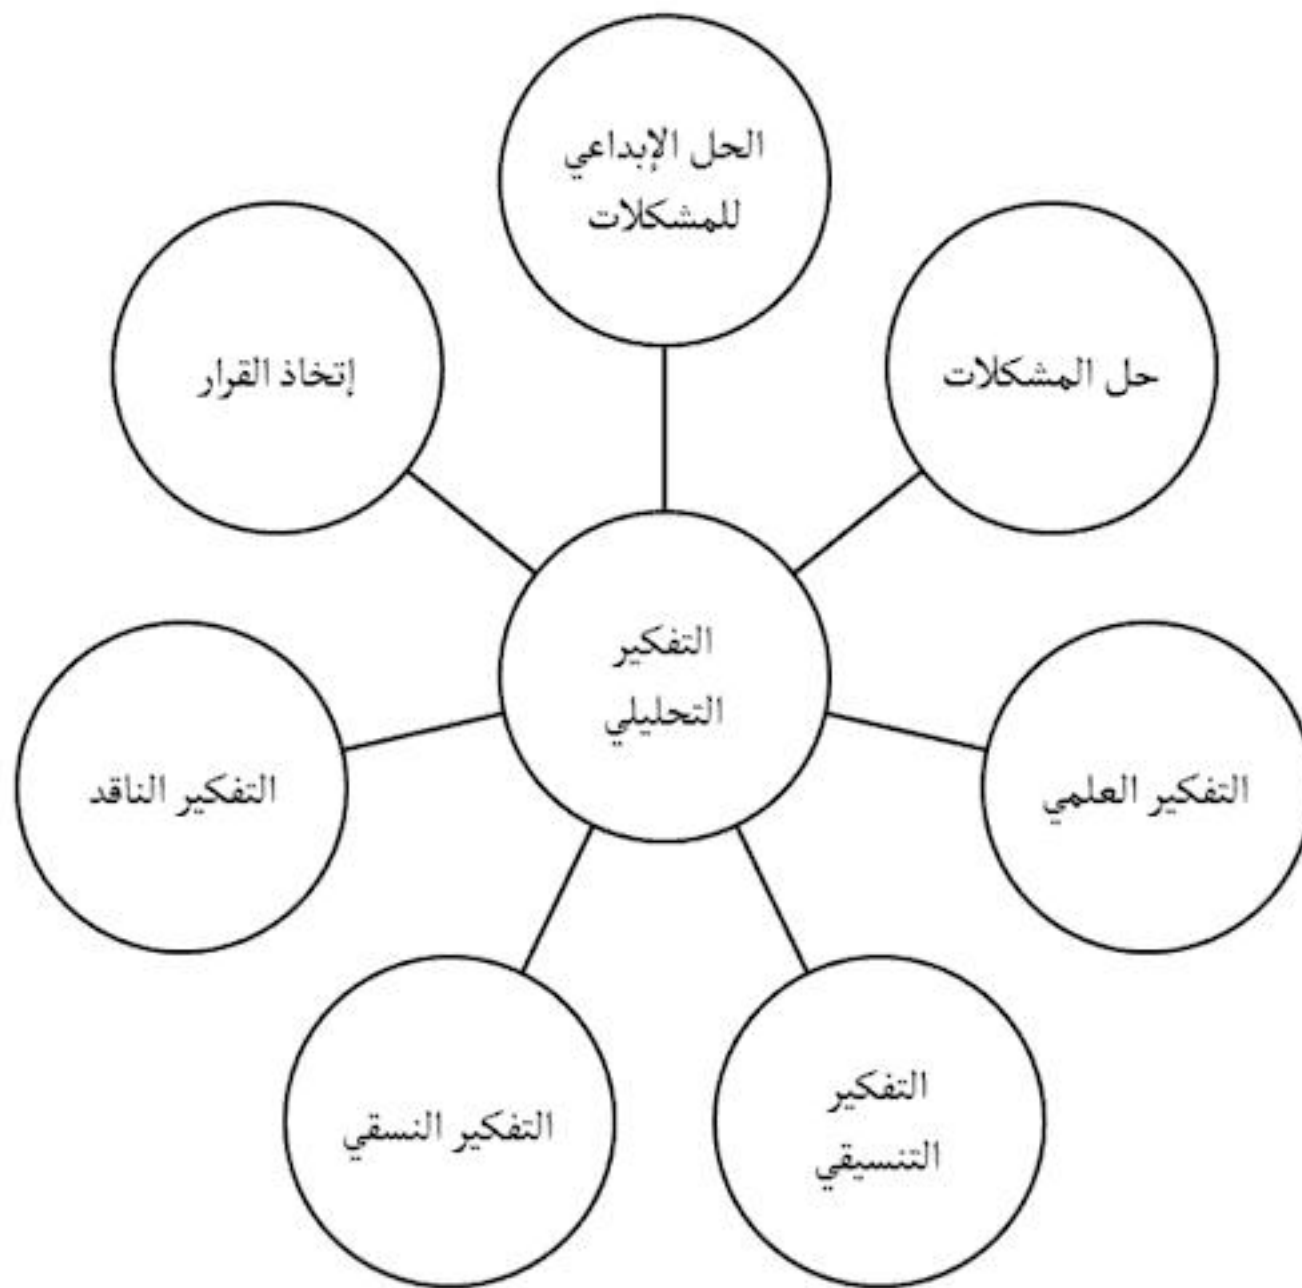 الحل الإبداعي
للمشكلات
حل المشكلات
إتخاذ القرار
التفكير
التحليلي
التفكير العلمي
التفكير الناقد
التفكير
التنسيقي
التفكير النسقي